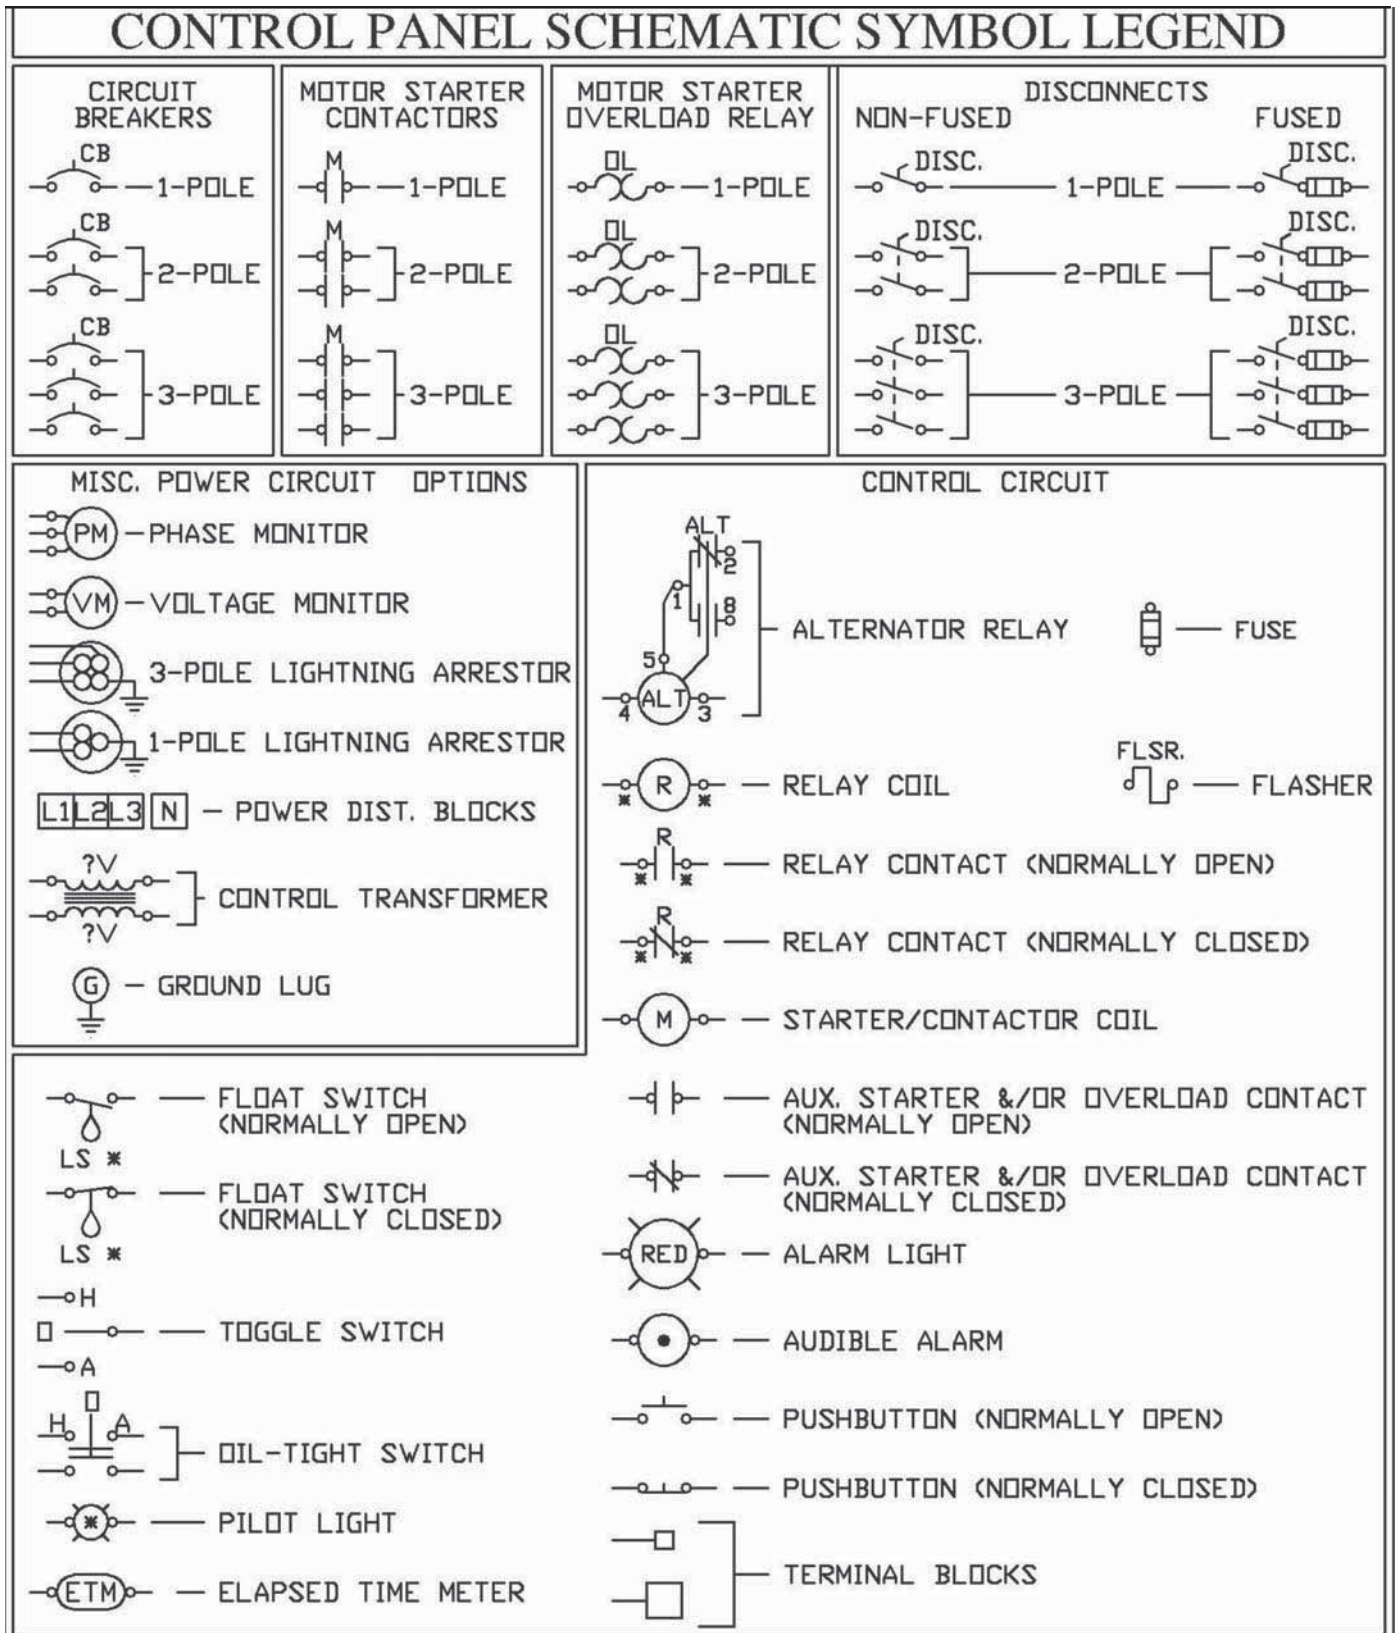 CONTROL PANEL SCHEMATIC SYMBOL LEGEND
CIRCUIT
BREAKERS
CB
1-POLE
CB
2-POLE
CB
3-POLE
MOTOR STARTER
CONTACTORS
M
1-POLE
M
2-POLE
M
3-POLE
MOTOR STARTER
OVERLOAD RELAY
OL
1-POLE
OL
2-POLE
OL
3-POLE
DISCONNECTS
NON-FUSED FUSED
DISC. DISC.
1-POLE
DISC. DISC.
2-POLE
DISC. DISC.
3-POLE
MISC. POWER CIRCUIT OPTIONS
PM PHASE MONITOR
VM VOLTAGE MONITOR
3-POLE LIGHTNING ARRESTOR
1-POLE LIGHTNING ARRESTOR
L1 L2 L3 N POWER DIST. BLOCKS
?V
CONTROL TRANSFORMER
?V
G GROUND LUG
FLOAT SWITCH
(NORMALLY OPEN)
LS *
FLOAT SWITCH
(NORMALLY CLOSED)
LS *
H
O TOGGLE SWITCH
A
O
H A
OIL-TIGHT SWITCH
* PILOT LIGHT
ETM ELAPSED TIME METER
CONTROL CIRCUIT
ALT
2
1
8
ALTERNATOR RELAY
5
ALT
4 3
FUSE
FLSR.
FLASHER
R RELAY COIL
* *
R
RELAY CONTACT (NORMALLY OPEN)
* *
R
RELAY CONTACT (NORMALLY CLOSED)
* *
M STARTER/CONTACTOR COIL
AUX. STARTER &/OR OVERLOAD CONTACT
(NORMALLY OPEN)
AUX. STARTER &/OR OVERLOAD CONTACT
(NORMALLY CLOSED)
RED ALARM LIGHT
AUDIBLE ALARM
PUSHBUTTON (NORMALLY OPEN)
PUSHBUTTON (NORMALLY CLOSED)
TERMINAL BLOCKS